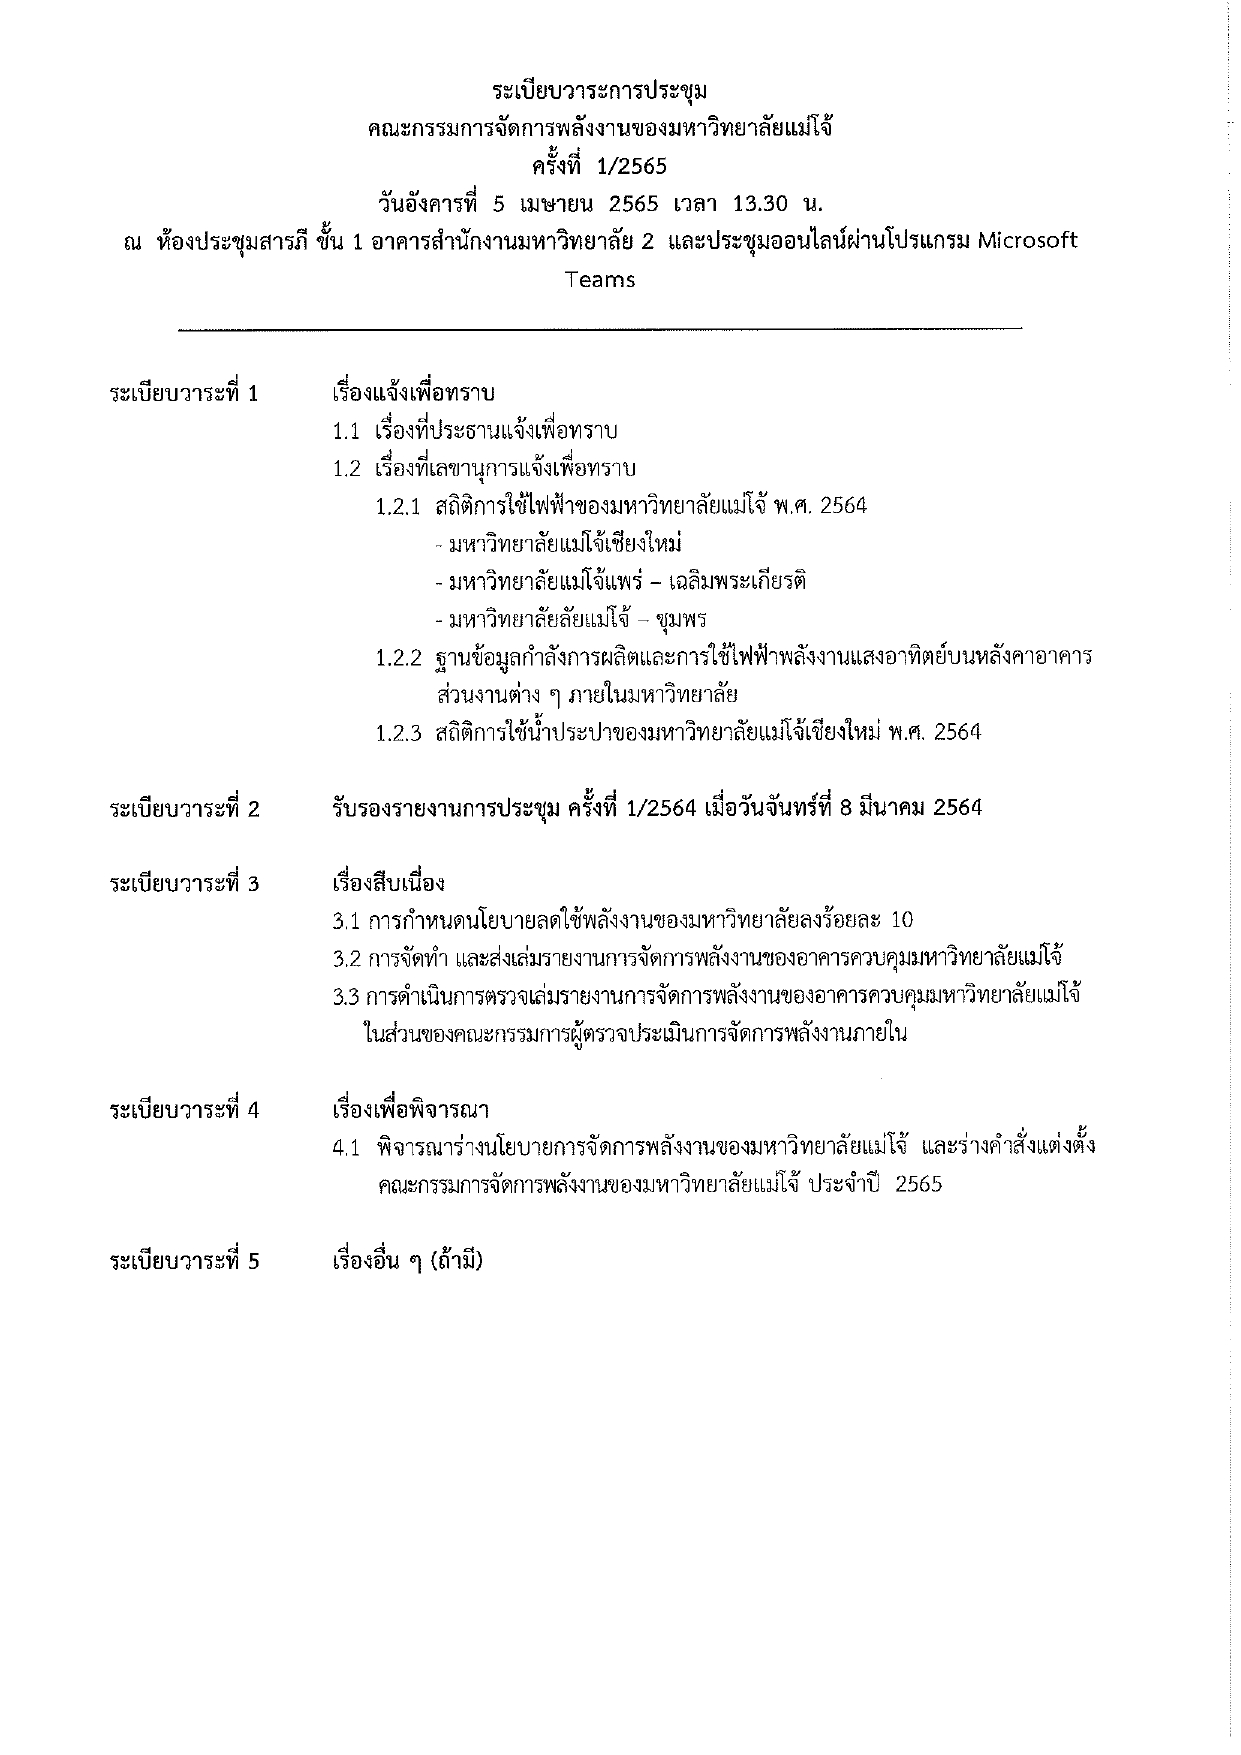 ระเบียบวาระการประชุม
คณะกรรมการจัดการพลังงานของมหาวิทยาลัยแม่โจ้
ครั้งที่ 1/2565
วันอังคารที่ 5 เมษายน 2565 เวลา 13.30 น.
ณ ห้องประชุมสารภี ชั้น 1 อาคารสำนักงานมหาวิทยาลัย 2 และประชุมออนไลน์ผ่านโปรแกรม Microsoft
Teams
ระเบียบวาระที่ 1 เรื่องแจ้งเพื่อทราบ
1.1 เรื่องที่ประธานแจ้งเพื่อทราบ
1.2 เรื่องที่เลขานุการแจ้งเพื่อทราบ
1.2.1 สถิติการใช้ไฟฟ้าของมหาวิทยาลัยแม่โจ้ พ.ศ. 2564
- มหาวิทยาลัยแม่โจ้เชียงใหม่
- มหาวิทยาลัยแม่โจ้แพร่ – เฉลิมพระเกียรติ
- มหาวิทยาลัยลัยแม่โจ้ – ชุมพร
1.2.2 ฐานข้อมูลกำลังการผลิตและการใช้ไฟฟ้าพลังงานแสงอาทิตย์บนหลังคาอาคาร
ส่วนงานต่าง ๆ ภายในมหาวิทยาลัย
1.2.3 สถิติการใช้น้ำประปาของมหาวิทยาลัยแม่โจ้เชียงใหม่ พ.ศ. 2564
ระเบียบวาระที่ 2 รับรองรายงานการประชุม ครั้งที่ 1/2564 เมื่อวันจันทร์ที่ 8 มีนาคม 2564
ระเบียบวาระที่ 3 เรื่องสืบเนื่อง
3.1 การกำหนดนโยบายลดใช้พลังงานของมหาวิทยาลัยลงร้อยละ 10
3.2 การจัดทำ และส่งเล่มรายงานการจัดการพลังงานของอาคารควบคุมมหาวิทยาลัยแม่โจ้
3.3 การดำเนินการตรวจเล่มรายงานการจัดการพลังงานของอาคารควบคุมมหาวิทยาลัยแม่โจ้
ในส่วนของคณะกรรมการผู้ตรวจประเมินการจัดการพลังงานภายใน
ระเบียบวาระที่ 4 เรื่องเพื่อพิจารณา
4.1 พิจารณาร่างนโยบายการจัดการพลังงานของมหาวิทยาลัยแม่โจ้ และร่างคำสั่งแต่งตั้ง
คณะกรรมการจัดการพลังงานของมหาวิทยาลัยแม่โจ้ ประจำปี 2565
ระเบียบวาระที่ 5 เรื่องอื่น ๆ (ถ้ามี)